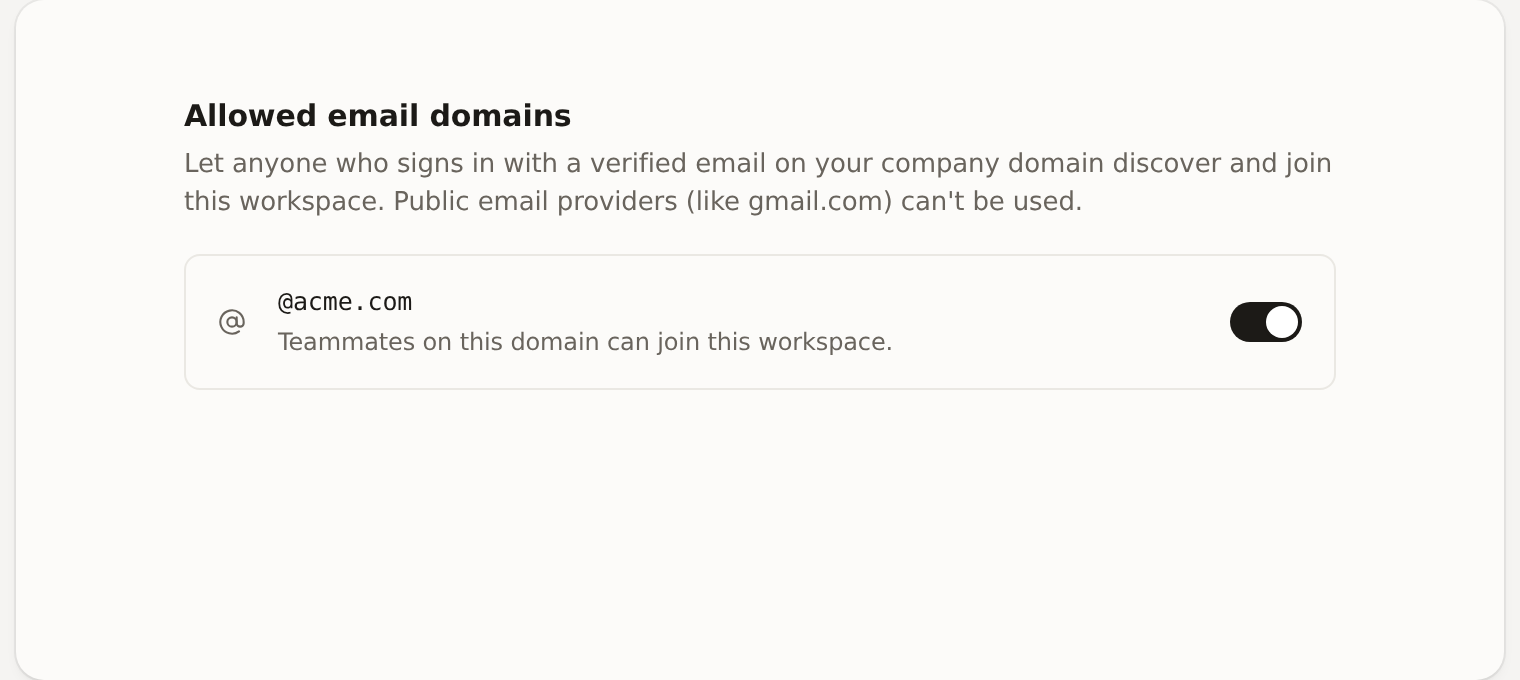 Allowed email domains
Let anyone who signs in with a verified email on your company domain discover and join
this workspace. Public email providers (like gmail.com) can't be used.
@
@acme.com
Teammates on this domain can join this workspace.